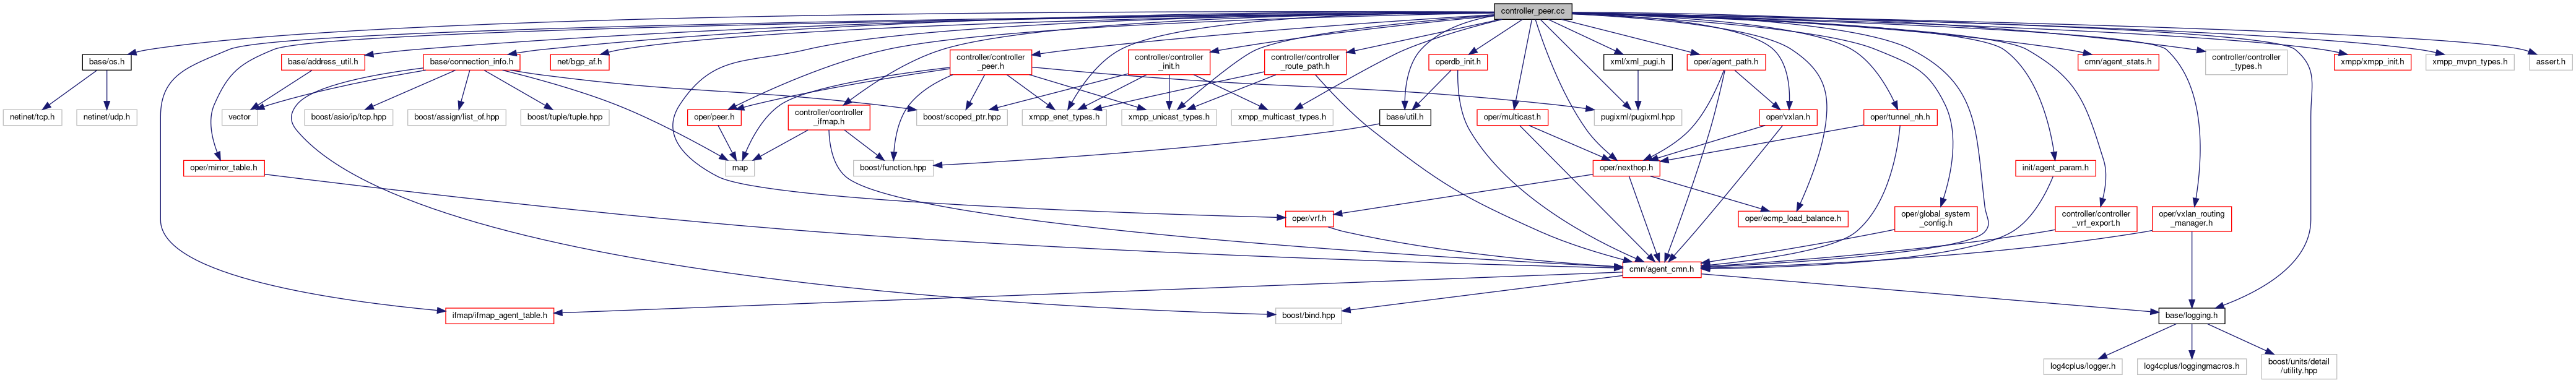 controller_peer.cc
base/os.h
base/address_util.h
base/connection_info.h
net/bgp_af.h
controller/controller
_peer.h
controller/controller
_init.h
controller/controller
_route_path.h
operdb_init.h
xml/xml_pugi.h
oper/agent_path.h
cmn/agent_stats.h
controller/controller
_types.h
xmpp/xmpp_init.h
xmpp_mvpn_types.h
assert.h
netinet/tcp.h
netinet/udp.h
vector
boost/asio/ip/tcp.hpp
boost/assign/list_of.hpp
boost/tuple/tuple.hpp
oper/peer.h
controller/controller
_ifmap.h
boost/scoped_ptr.hpp
xmpp_enet_types.h
xmpp_unicast_types.h
xmpp_multicast_types.h
base/util.h
oper/multicast.h
pugixml/pugixml.hpp
oper/vxlan.h
oper/tunnel_nh.h
oper/mirror_table.h
map
boost/function.hpp
oper/nexthop.h
init/agent_param.h
oper/vrf.h
oper/ecmp_load_balance.h
oper/global_system
_config.h
controller/controller
_vrf_export.h
oper/vxlan_routing
_manager.h
cmn/agent_cmn.h
ifmap/ifmap_agent_table.h
boost/bind.hpp
base/logging.h
log4cplus/logger.h
log4cplus/loggingmacros.h
boost/units/detail
/utility.hpp